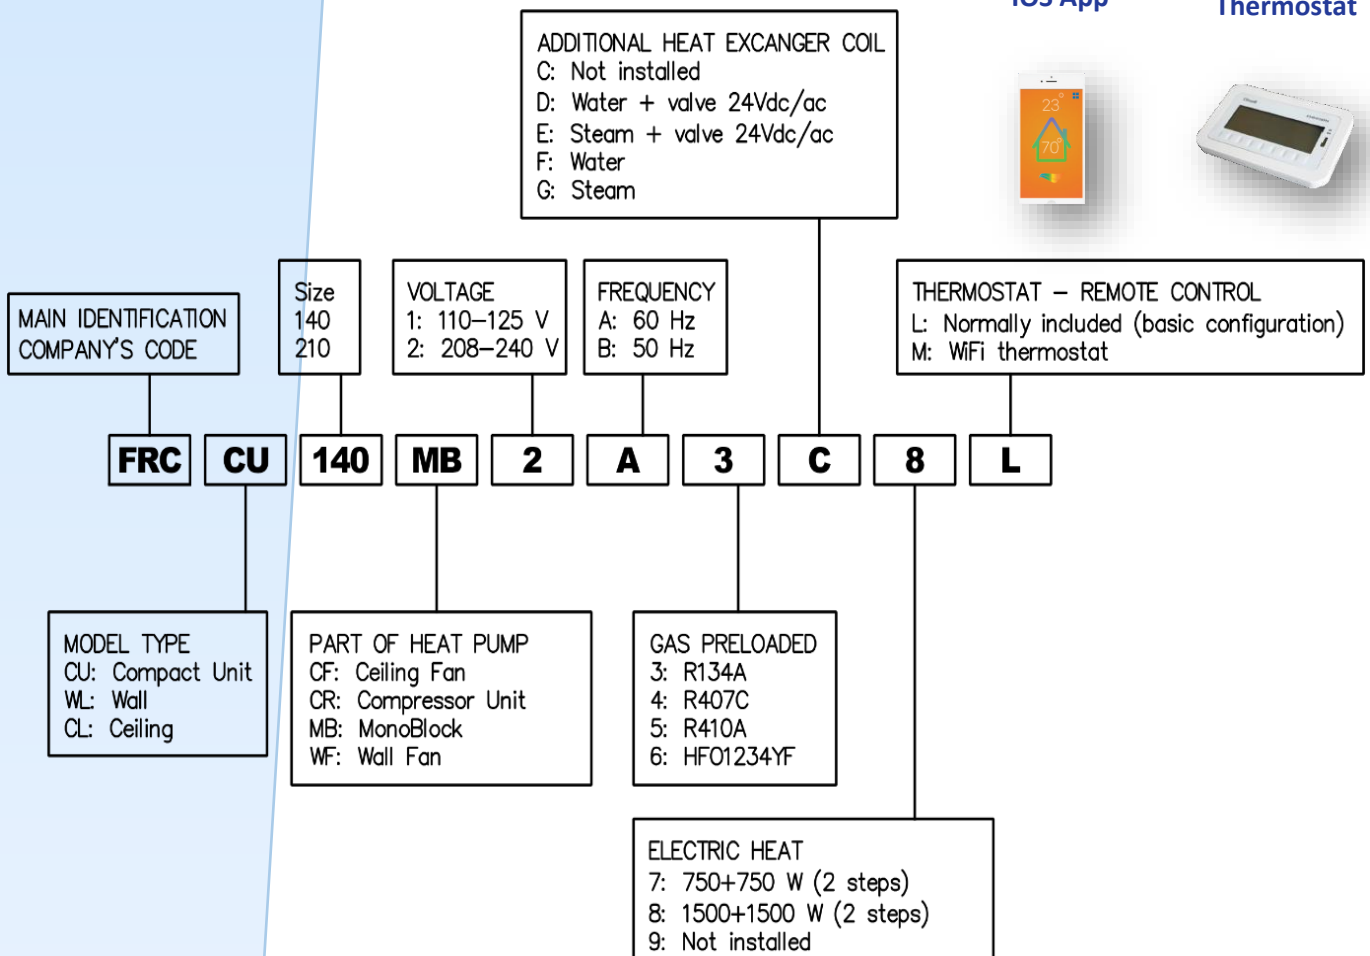 iOS App
Thermostat
ADDITIONAL HEAT EXCANGER COIL
C: Not installed
D: Water + valve 24Vdc/ac
E: Steam + valve 24Vdc/ac
F: Water
G: Steam
23°
70°
MAIN IDENTIFICATION
COMPANY'S CODE
Size
140
210
VOLTAGE
1: 110–125 V
2: 208–240 V
FREQUENCY
A: 60 Hz
B: 50 Hz
THERMOSTAT – REMOTE CONTROL
L: Normally included (basic configuration)
M: WiFi thermostat
FRC CU 140 MB 2 A 3 C 8 L
MODEL TYPE
CU: Compact Unit
WL: Wall
CL: Ceiling
PART OF HEAT PUMP
CF: Ceiling Fan
CR: Compressor Unit
MB: MonoBlock
WF: Wall Fan
GAS PRELOADED
3: R134A
4: R407C
5: R410A
6: HFO1234YF
ELECTRIC HEAT
7: 750+750 W (2 steps)
8: 1500+1500 W (2 steps)
9: Not installed